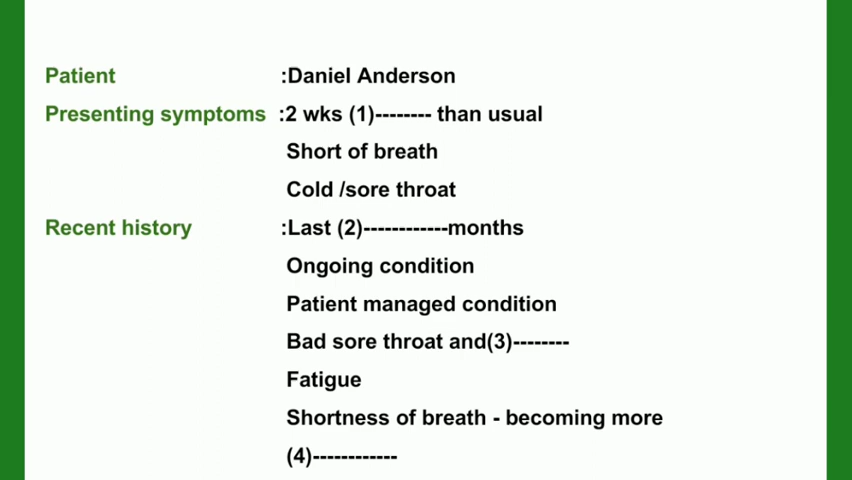 Patient :Daniel Anderson
Presenting symptoms :2 wks (1)-------- than usual
Short of breath
Cold /sore throat
Recent history :Last (2)------------months
Ongoing condition
Patient managed condition
Bad sore throat and(3)--------
Fatigue
Shortness of breath - becoming more
(4)------------